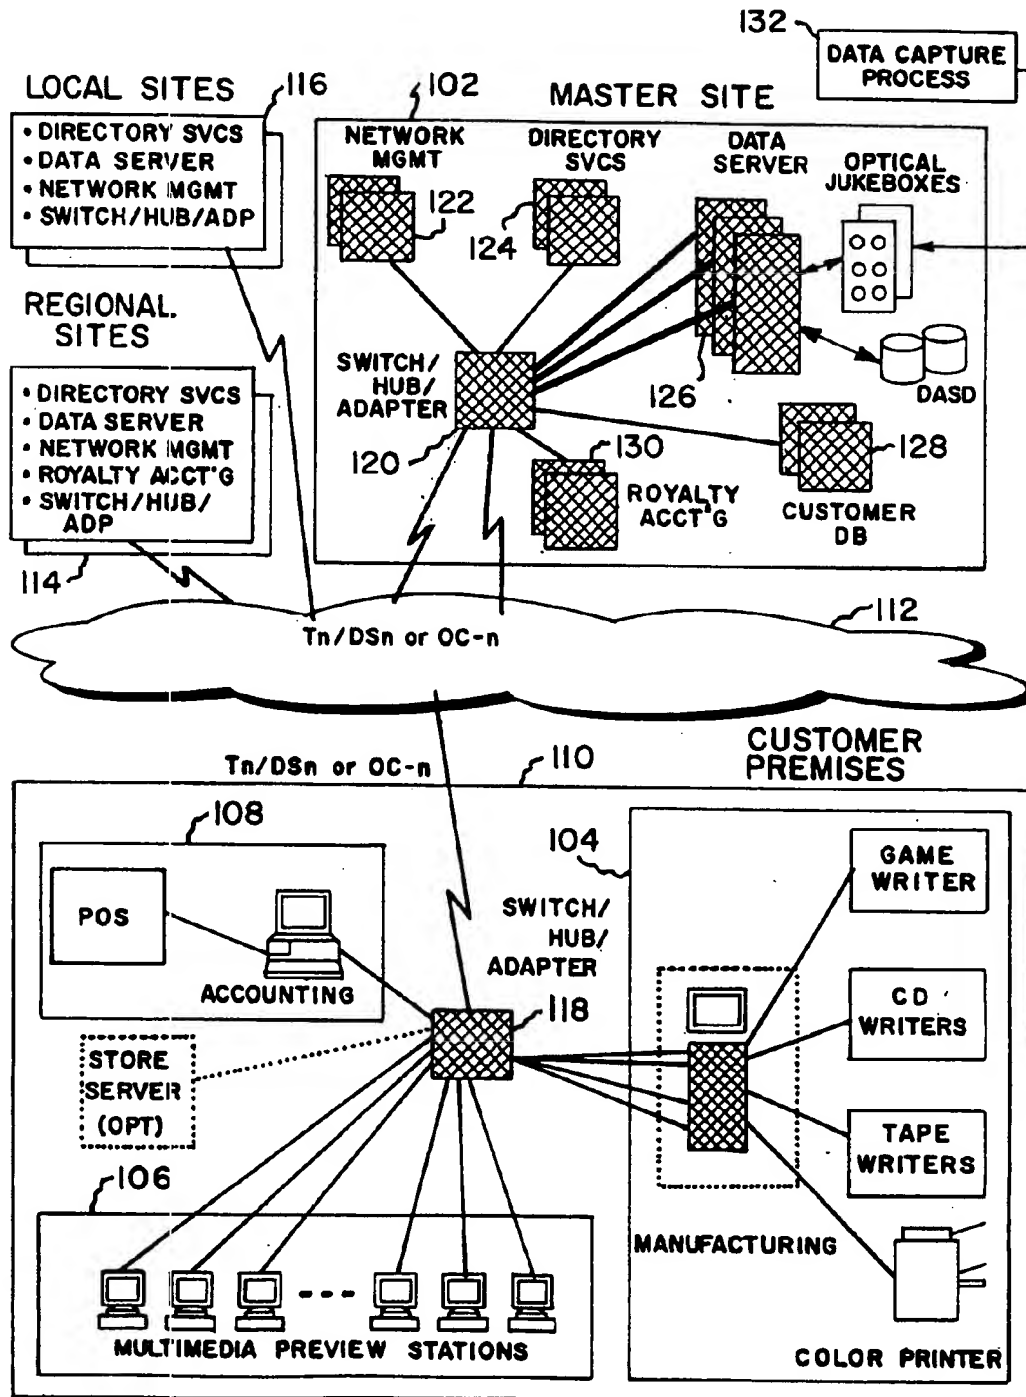 132
DATA CAPTURE
PROCESS
LOCAL SITES
116
• DIRECTORY SVCS
• DATA SERVER
• NETWORK MGMT
• SWITCH/HUB/ADP
102
MASTER SITE
NETWORK
MGMT
122
DIRECTORY
SVCS
124
DATA
SERVER
126
OPTICAL
JUKEBOXES
DASD
REGIONAL
SITES
• DIRECTORY SVCS
• DATA SERVER
• NETWORK MGMT
• ROYALTY ACCT'G
• SWITCH/HUB/
ADP
114
SWITCH/
HUB/
ADAPTER
120
130
ROYALTY
ACCT'G
128
CUSTOMER
DB
112
Tn/DSn or OC-n
Tn/DSn or OC-n
110
CUSTOMER
PREMISES
108
POS
ACCOUNTING
SWITCH/
HUB/
ADAPTER
118
STORE
SERVER
(OPT)
104
GAME
WRITER
CD
WRITERS
TAPE
WRITERS
MANUFACTURING
COLOR PRINTER
106
MULTIMEDIA PREVIEW STATIONS